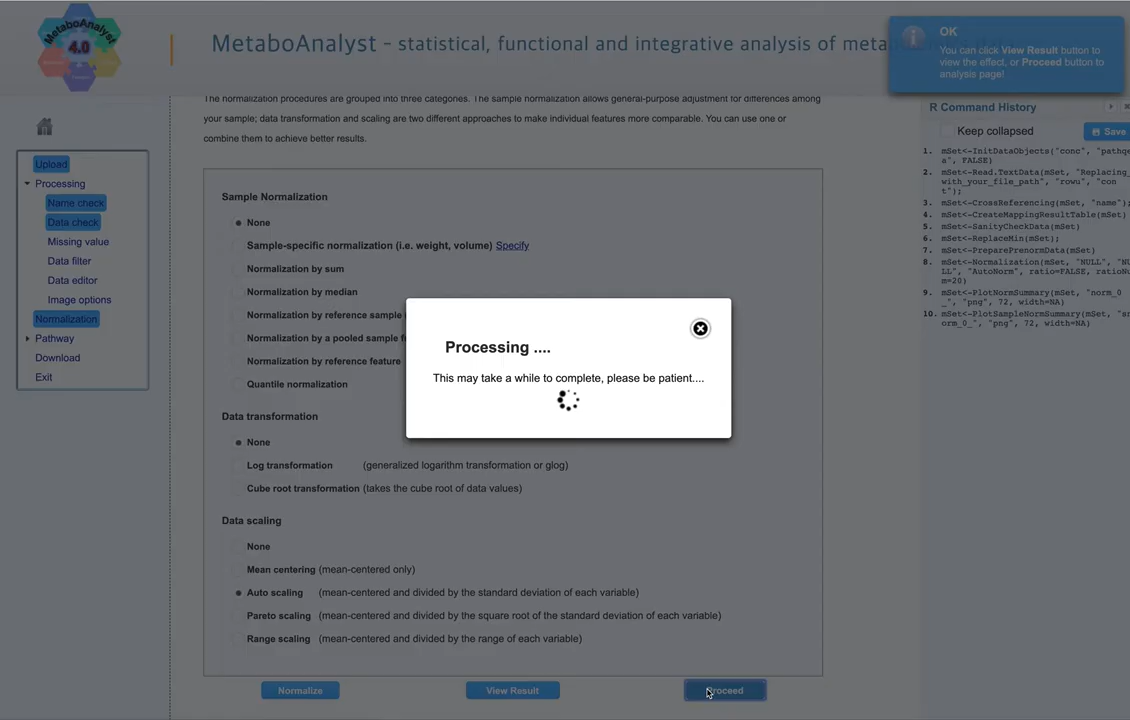 MetaboAnalyst
4.0
MetaboAnalyst - statistical, functional and integrative analysis of
OK
You can click View Result button to
view the effect, or Proceed button to
analysis page!
The normalization procedures are grouped into three categories. The sample normalization allows general-purpose adjustment for differences among
your sample; data transformation and scaling are two different approaches to make individual features more comparable. You can use one or
combine them to achieve better results.
Upload
Processing
Name check
Data check
Missing value
Data filter
Data editor
Image options
Normalization
Pathway
Download
Exit
Sample Normalization
None
Sample-specific normalization (i.e. weight, volume) Specify
Normalization by sum
Normalization by median
Normalization by reference sample
Normalization by a pooled sample f
Normalization by reference feature
Quantile normalization
Data transformation
None
Log transformation (generalized logarithm transformation or glog)
Cube root transformation (takes the cube root of data values)
Data scaling
None
Mean centering (mean-centered only)
Auto scaling (mean-centered and divided by the standard deviation of each variable)
Pareto scaling (mean-centered and divided by the square root of the standard deviation of each variable)
Range scaling (mean-centered and divided by the range of each variable)
Normalize
View Result
Proceed
Processing ....
This may take a while to complete, please be patient....
R Command History
Keep collapsed
Save
1. mSet<-InitDataObjects("conc", "pathqe
a", FALSE)
2. mSet<-Read.TextData(mSet, "Replacing_
with_your_file_path", "rowu", "con
t");
3. mSet<-CrossReferencing(mSet, "name");
4. mSet<-CreateMappingResultTable(mSet)
5. mSet<-SanityCheckData(mSet)
6. mSet<-ReplaceMin(mSet);
7. mSet<-PreparePrenormData(mSet)
8. mSet<-Normalization(mSet, "NULL", "NU
LL", "AutoNorm", ratio=FALSE, ratioNu
m=20)
9. mSet<-PlotNormSummary(mSet, "norm_0
_", "png", 72, width=NA)
10. mSet<-PlotSampleNormSummary(mSet, "sn
orm_0_", "png", 72, width=NA)